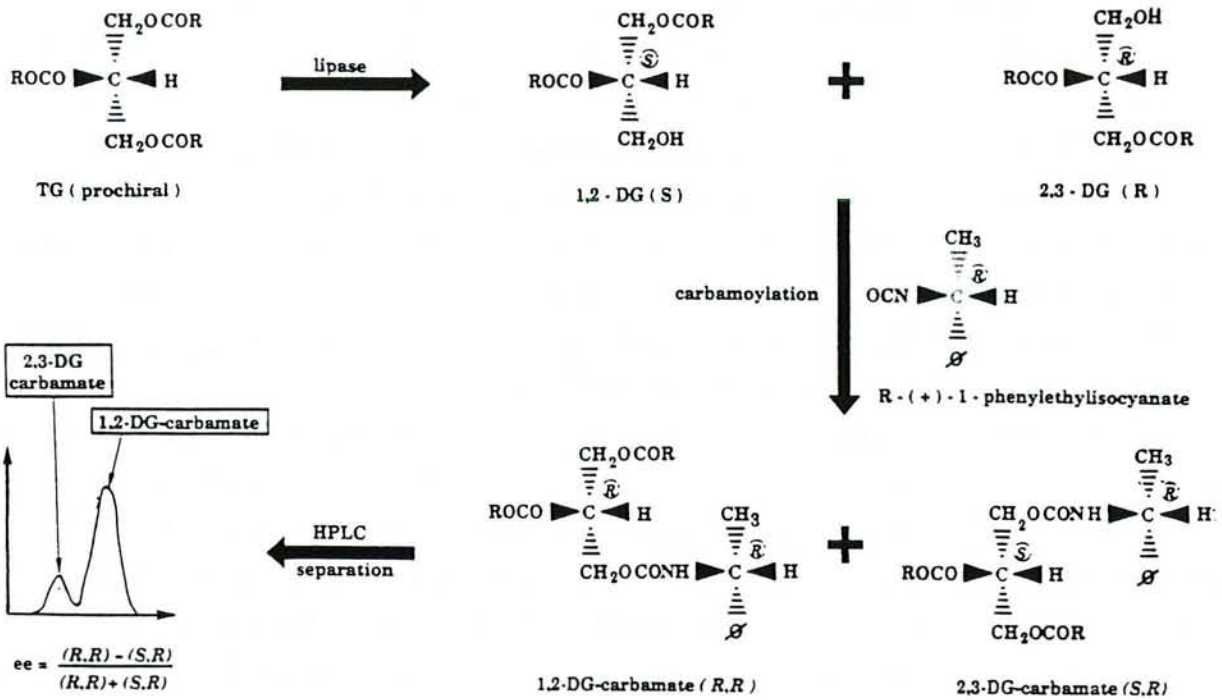 CH2OCOR
ROCO C H
CH2OCOR
TG ( prochiral )
lipase
CH2OCOR
S
ROCO C H
CH2OH
1,2 - DG ( S )
+
CH2OH
R
ROCO C H
CH2OCOR
2,3 - DG ( R )
carbamoylation
CH3
R
OCN C H
Ø
R - ( + ) - 1 - phenylethylisocyanate
2,3-DG
carbamate
1,2-DG-carbamate
ee = (R,R) - (S,R)
(R,R) + (S,R)
HPLC
separation
CH2OCOR
R
ROCO C H
CH2OCONH C H
CH3
R
Ø
1,2-DG-carbamate ( R,R )
+
CH3
R
CH2OCONH C H
Ø
S
ROCO C H
CH2OCOR
2,3-DG-carbamate (S,R)